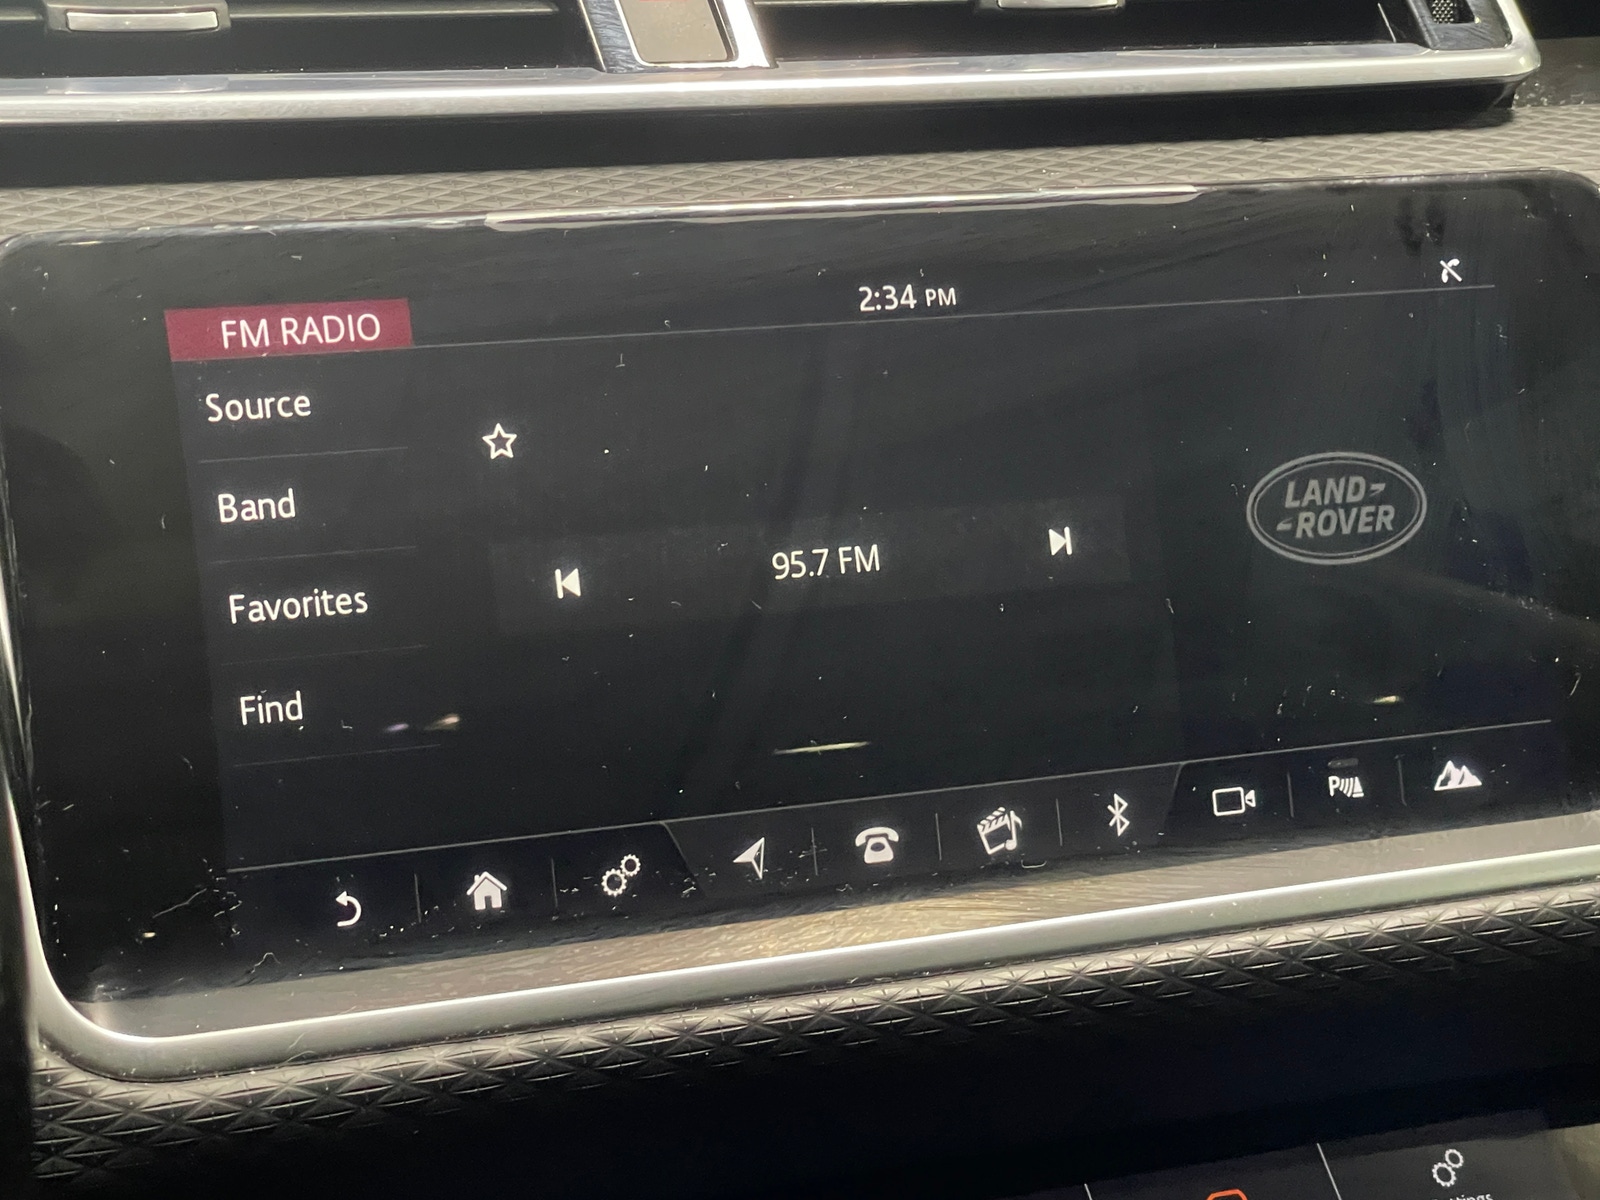 2:34 PM
FM RADIO
Source
Band
Favorites
Find
95.7 FM
LAND
ROVER
P